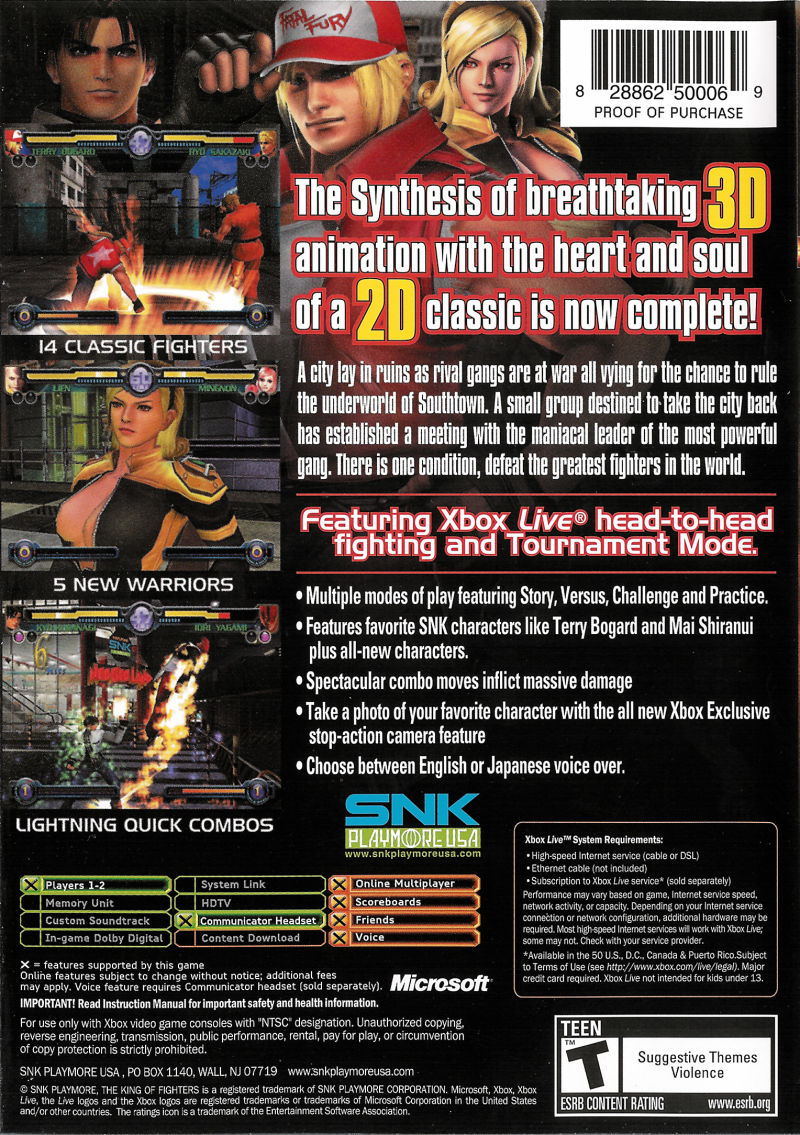 FATAL FURY
8 28862 50006 9
PROOF OF PURCHASE
TERRY BOGARD
RYO SAKAZAKI
14 CLASSIC FIGHTERS
LIEN
MIGNON
5 NEW WARRIORS
KYO KUSANAGI
IORI YAGAMI
6
SNK
1
1
LIGHTNING QUICK COMBOS
The Synthesis of breathtaking 3D
animation with the heart and soul
of a 2D classic is now complete!
A city lay in ruins as rival gangs are at war all vying for the chance to rule
the underworld of Southtown. A small group destined to take the city back
has established a meeting with the maniacal leader of the most powerful
gang. There is one condition, defeat the greatest fighters in the world.
Featuring Xbox Live® head-to-head
fighting and Tournament Mode.
• Multiple modes of play featuring Story, Versus, Challenge and Practice.
• Features favorite SNK characters like Terry Bogard and Mai Shiranui
plus all-new characters.
• Spectacular combo moves inflict massive damage
• Take a photo of your favorite character with the all new Xbox Exclusive
stop-action camera feature
• Choose between English or Japanese voice over.
SNK
PLAYMORE USA
www.snkplaymoreusa.com
X Players 1-2
Memory Unit
Custom Soundtrack
In-game Dolby Digital
System Link
HDTV
X Communicator Headset
Content Download
X Online Multiplayer
X Scoreboards
X Friends
X Voice
X = features supported by this game
Online features subject to change without notice; additional fees
may apply. Voice feature requires Communicator headset (sold separately).
Microsoft®
IMPORTANT! Read Instruction Manual for important safety and health information.
For use only with Xbox video game consoles with "NTSC" designation. Unauthorized copying,
reverse engineering, transmission, public performance, rental, pay for play, or circumvention
of copy protection is strictly prohibited.
SNK PLAYMORE USA , PO BOX 1140, WALL, NJ 07719 www.snkplaymoreusa.com
© SNK PLAYMORE, THE KING OF FIGHTERS is a registered trademark of SNK PLAYMORE CORPORATION. Microsoft, Xbox, Xbox
Live, the Live logos and the Xbox logos are registered trademarks or trademarks of Microsoft Corporation in the United States
and/or other countries. The ratings icon is a trademark of the Entertainment Software Association.
Xbox Live™ System Requirements:
• High-speed Internet service (cable or DSL)
• Ethernet cable (not included)
• Subscription to Xbox Live service* (sold separately)
Performance may vary based on game, Internet service speed,
network activity, or capacity. Depending on your Internet service
connection or network configuration, additional hardware may be
required. Most high-speed Internet services will work with Xbox Live;
some may not. Check with your service provider.
*Available in the 50 U.S., D.C., Canada & Puerto Rico.Subject
to Terms of Use (see http://www.xbox.com/live/legal). Major
credit card required. Xbox Live not intended for kids under 13.
TEEN
T™
Suggestive Themes
Violence
ESRB CONTENT RATING www.esrb.org